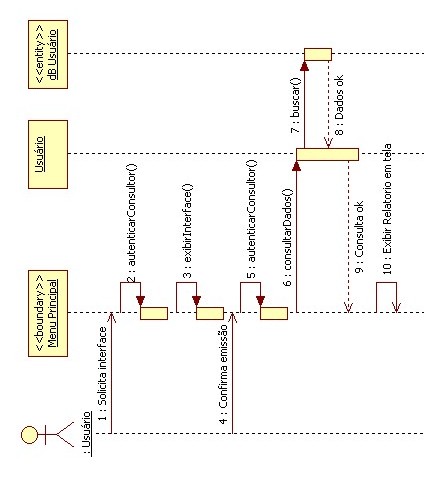 : Usuário
<<boundary>>
Menu Principal
Usuário
<<entity>>
dB Usuário
1 : Solicita interface
2 : autenticarConsultor()
3 : exibirInterface()
4 : Confirma emissão
5 : autenticarConsultor()
6 : consultarDados()
7 : buscar()
8 : Dados ok
9 : Consulta ok
10 : Exibir Relatorio em tela